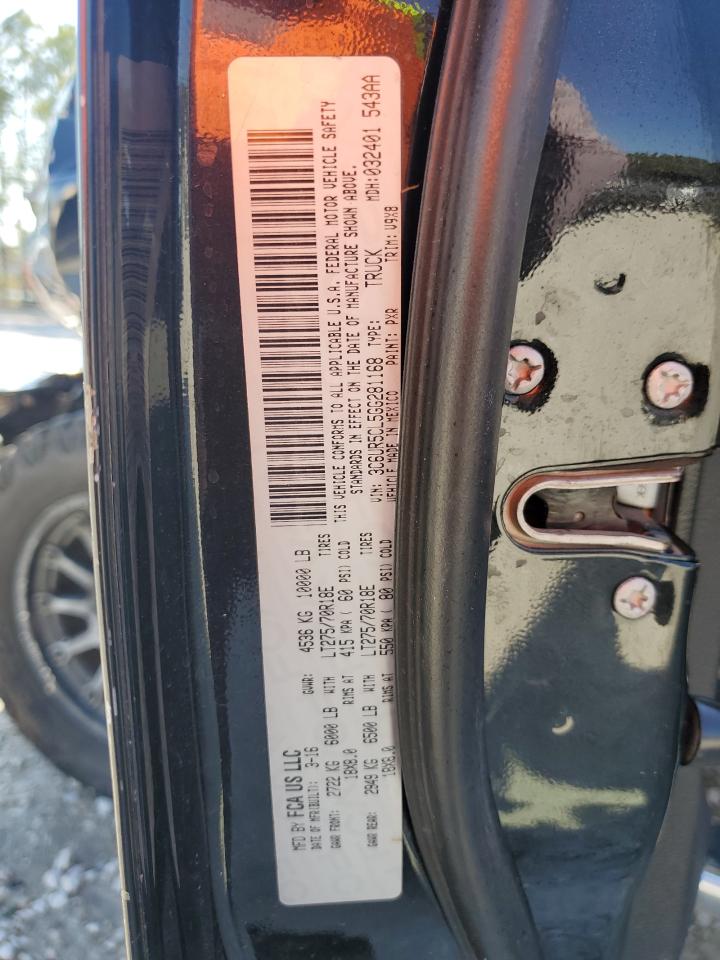 MFD BY FCA US LLC
DATE OF MFR(BUILT): 3-16 GVWR: 4536 KG 10000 LB
GAWR FRONT: 2722 KG 6000 LB WITH LT275/70R18E TIRES
18X8.0 RIMS AT 415 KPA ( 60 PSI) COLD
GAWR REAR: 2949 KG 6500 LB WITH LT275/70R18E TIRES
18X8.0 RIMS AT 550 KPA ( 80 PSI) COLD
THIS VEHICLE CONFORMS TO ALL APPLICABLE U.S.A. FEDERAL MOTOR VEHICLE SAFETY
STANDARDS IN EFFECT ON THE DATE OF MANUFACTURE SHOWN ABOVE.
VIN: 3C6UR5CL5GG281168 TYPE: TRUCK MDH:032401 543AA
VEHICLE MADE IN MEXICO PAINT: PXR TRIM: V9X8